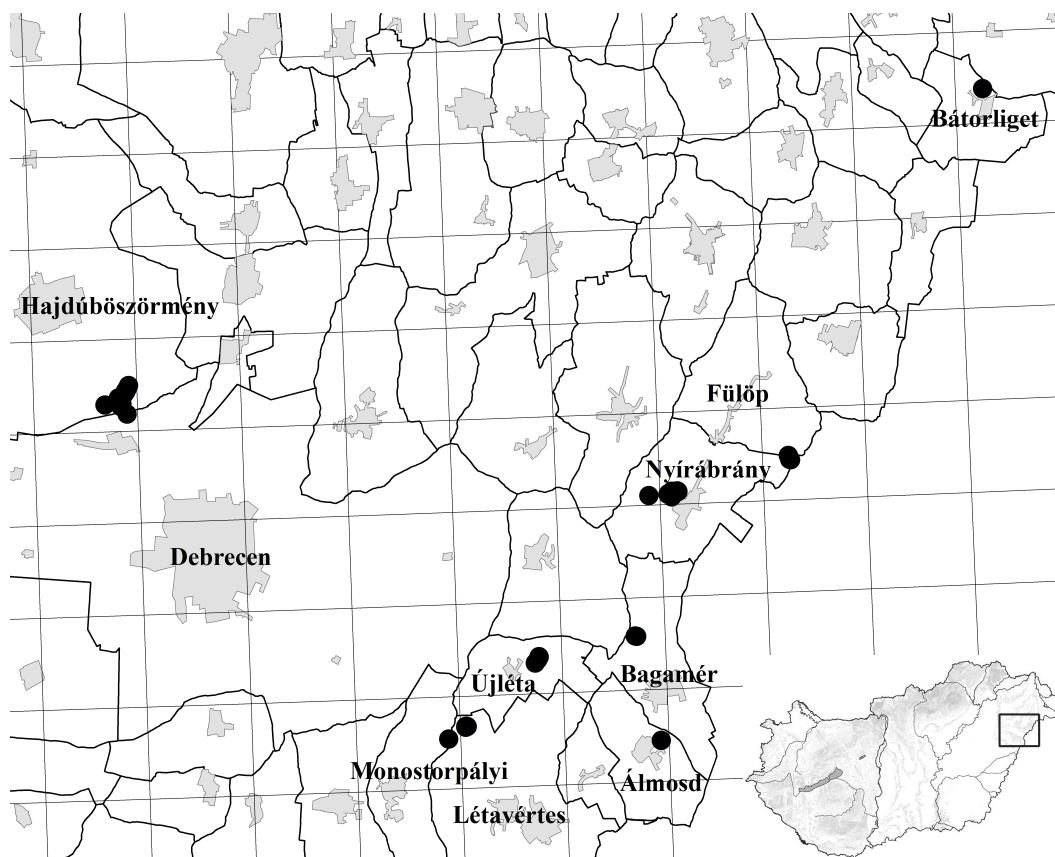 Bátorliget
Hajdúböszörmény
Fülöp
Nyírábrány
Debrecen
Bagamér
Újléta
Monostorpályi
Álmosd
Létavértes